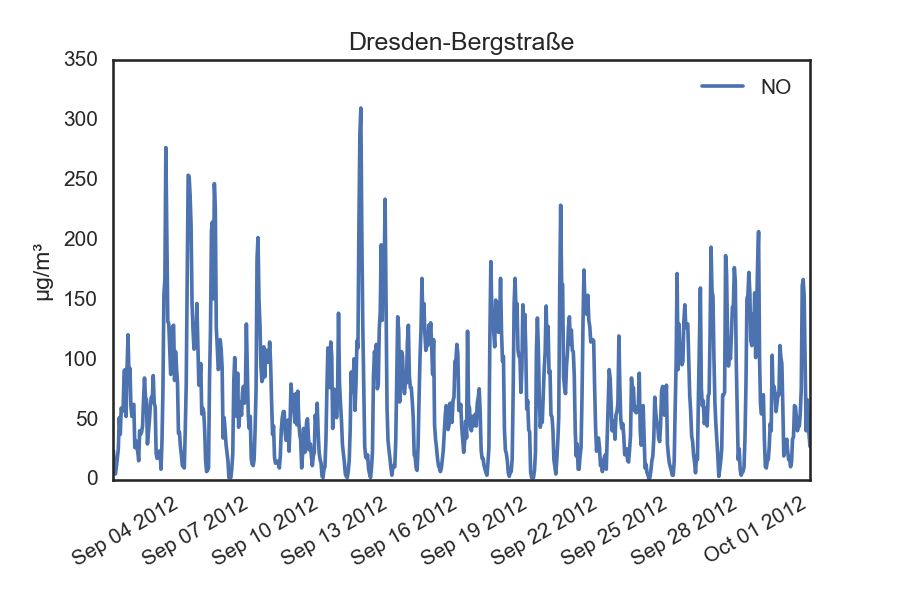 Dresden-Bergstraße
NO
µg/m³
350
300
250
200
150
100
50
0
Sep 04 2012
Sep 07 2012
Sep 10 2012
Sep 13 2012
Sep 16 2012
Sep 19 2012
Sep 22 2012
Sep 25 2012
Sep 28 2012
Oct 01 2012